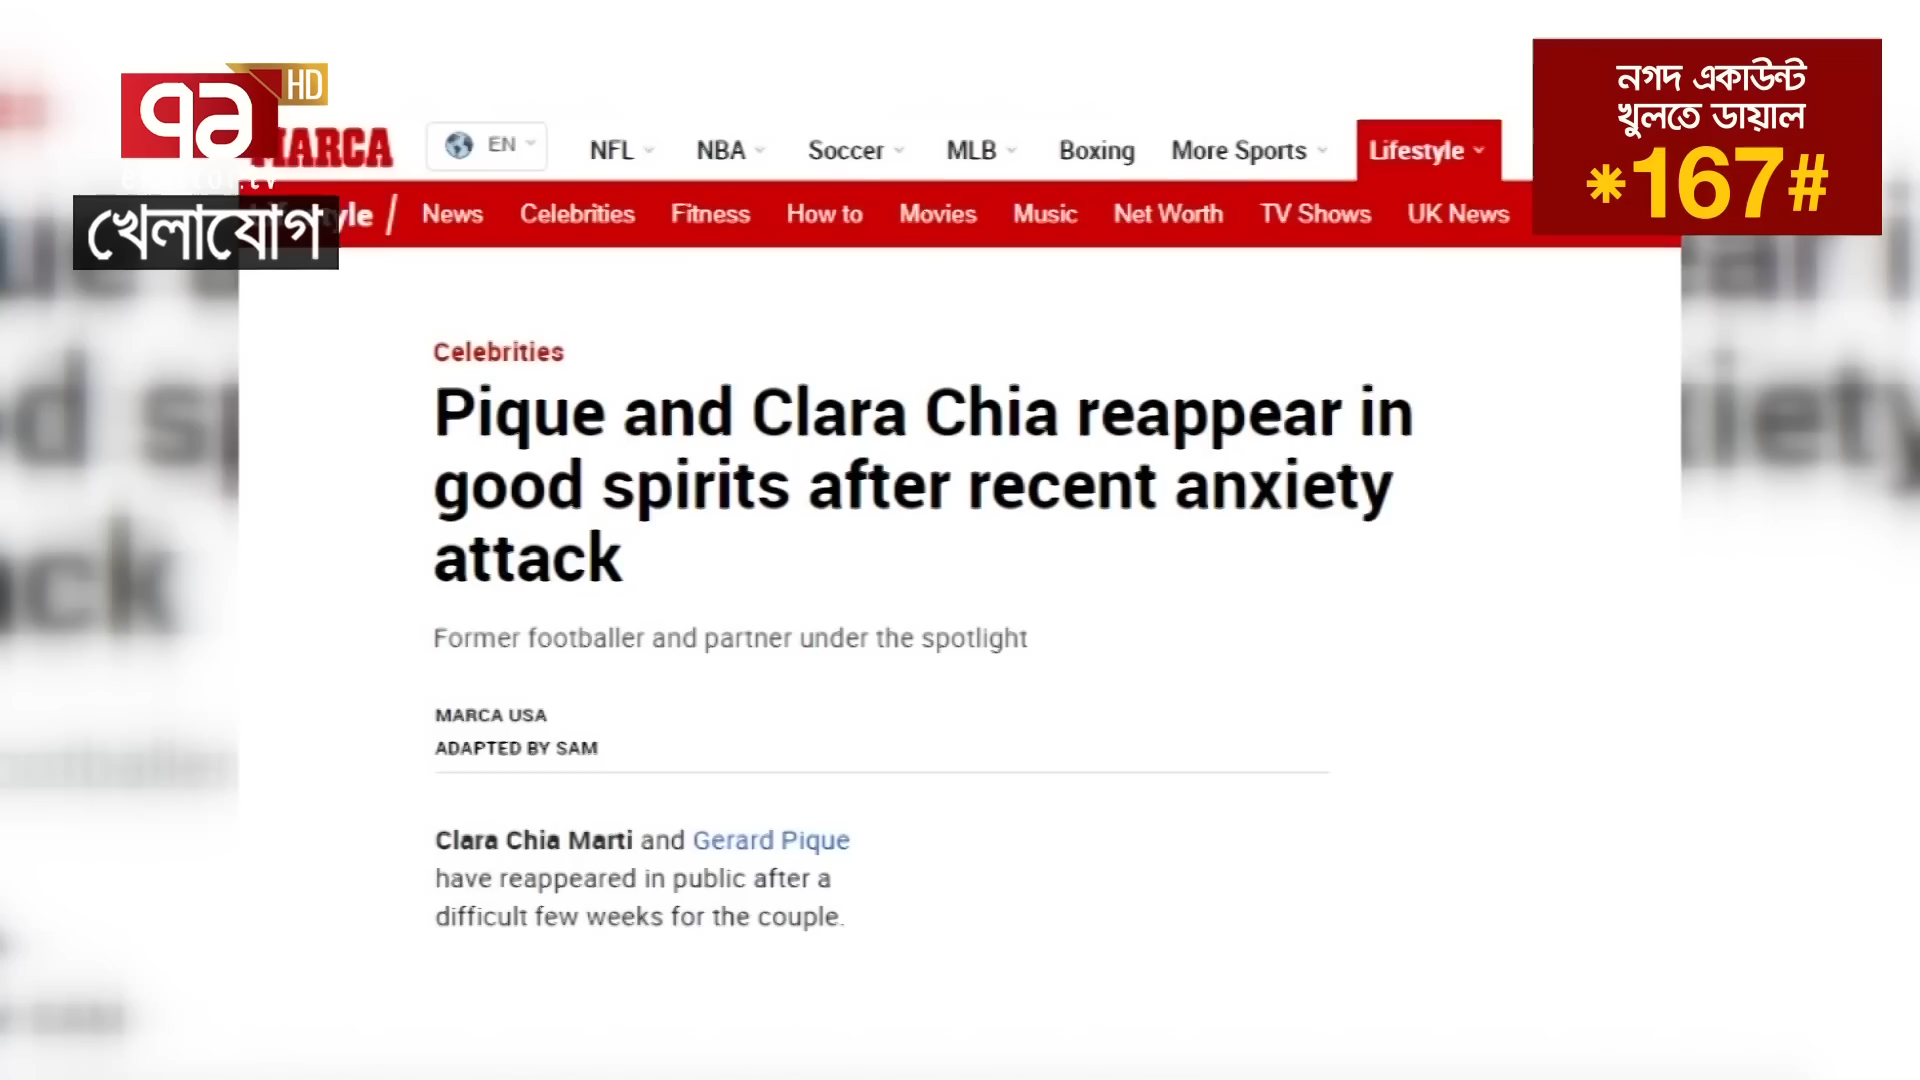 HD
নগদ একাউন্ট
খুলতে ডায়াল
*167#
খেলাযোগ
MARCA
EN
NFL
NBA
Soccer
MLB
Boxing
More Sports
Lifestyle
News
Celebrities
Fitness
How to
Movies
Music
Net Worth
TV Shows
UK News
Celebrities
Pique and Clara Chia reappear in
good spirits after recent anxiety
attack
Former footballer and partner under the spotlight
MARCA USA
ADAPTED BY SAM
Clara Chia Marti and Gerard Pique
have reappeared in public after a
difficult few weeks for the couple.